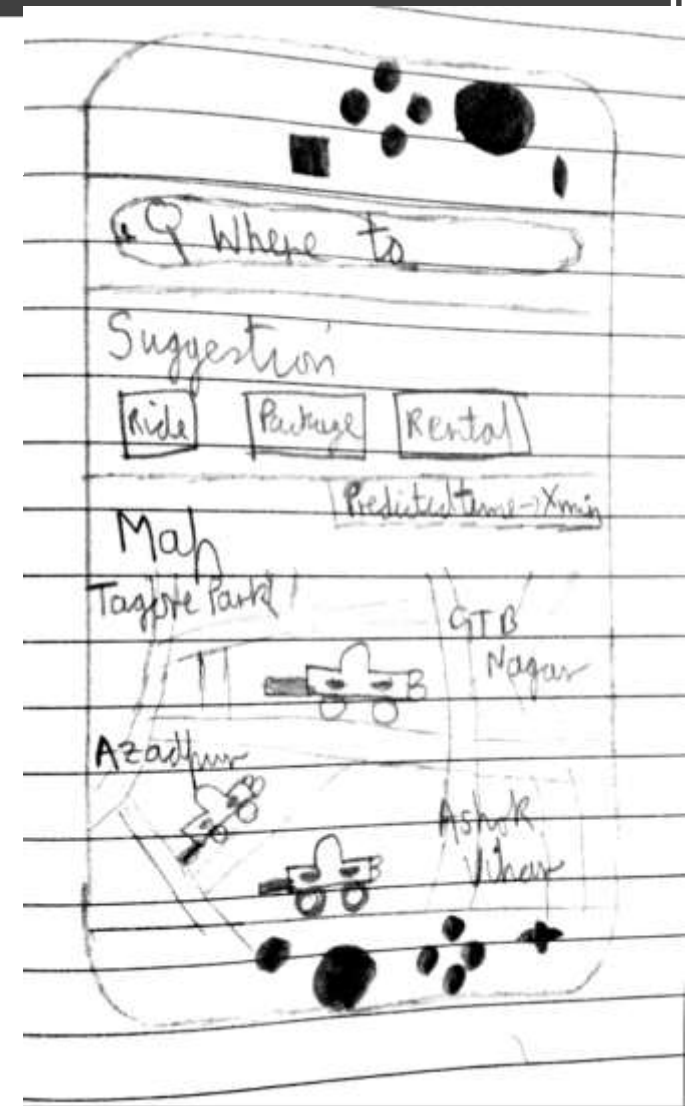 Where to
Suggestion
Ride
Package
Rental
Predicted time → X min
Map
Tagore Park
GTB
Nagar
Azadpur
Ashok
Vihar